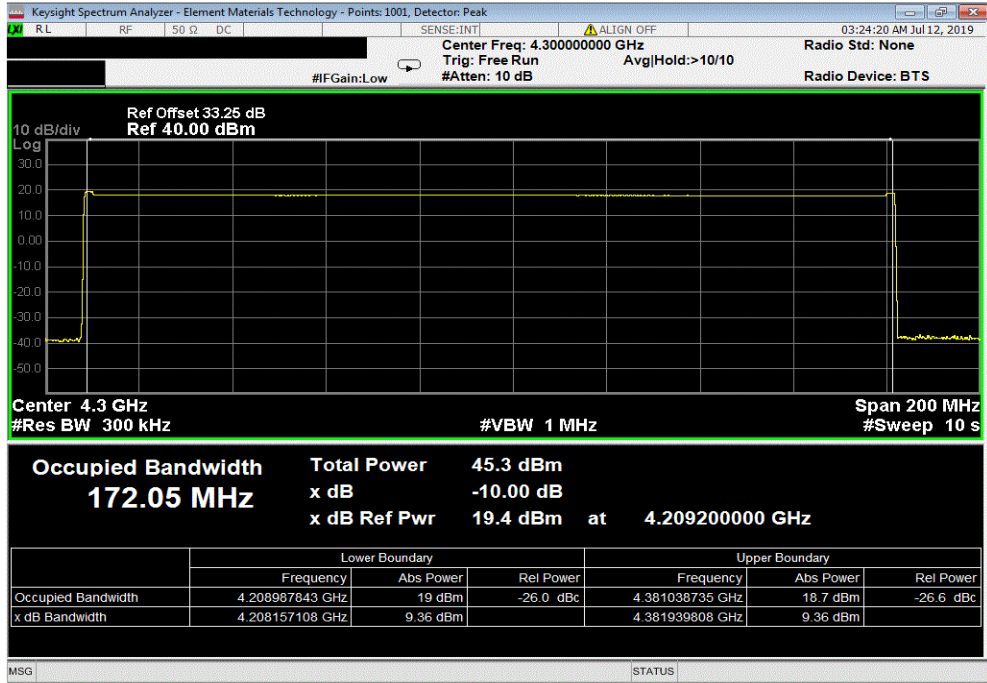 Keysight Spectrum Analyzer - Element Materials Technology - Points: 1001, Detector: Peak
LXI RL RF 50 Ω DC SENSE:INT ALIGN OFF 03:24:20 AM Jul 12, 2019
Center Freq: 4.300000000 GHz Radio Std: None
Trig: Free Run Avg|Hold:>10/10
#IFGain:Low #Atten: 10 dB Radio Device: BTS
Ref Offset 33.25 dB
10 dB/div Ref 40.00 dBm
Log
30.0
20.0
10.0
0.00
-10.0
-20.0
-30.0
-40.0
-50.0
Center 4.3 GHz Span 200 MHz
#Res BW 300 kHz #VBW 1 MHz #Sweep 10 s
Occupied Bandwidth Total Power 45.3 dBm
172.05 MHz x dB -10.00 dB
x dB Ref Pwr 19.4 dBm at 4.209200000 GHz
Lower Boundary Upper Boundary
Frequency Abs Power Rel Power Frequency Abs Power Rel Power
Occupied Bandwidth 4.208987843 GHz 19 dBm -26.0 dBc 4.381038735 GHz 18.7 dBm -26.6 dBc
x dB Bandwidth 4.208157108 GHz 9.36 dBm 4.381939808 GHz 9.36 dBm
MSG STATUS